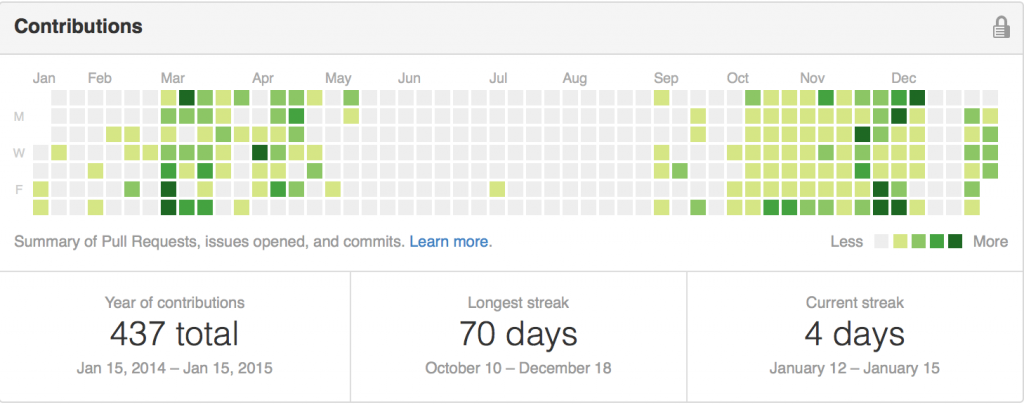 Contributions
Jan Feb Mar Apr May Jun Jul Aug Sep Oct Nov Dec
M
W
F
Summary of Pull Requests, issues opened, and commits. Learn more. Less More
Year of contributions Longest streak Current streak
437 total 70 days 4 days
Jan 15, 2014 – Jan 15, 2015 October 10 – December 18 January 12 – January 15